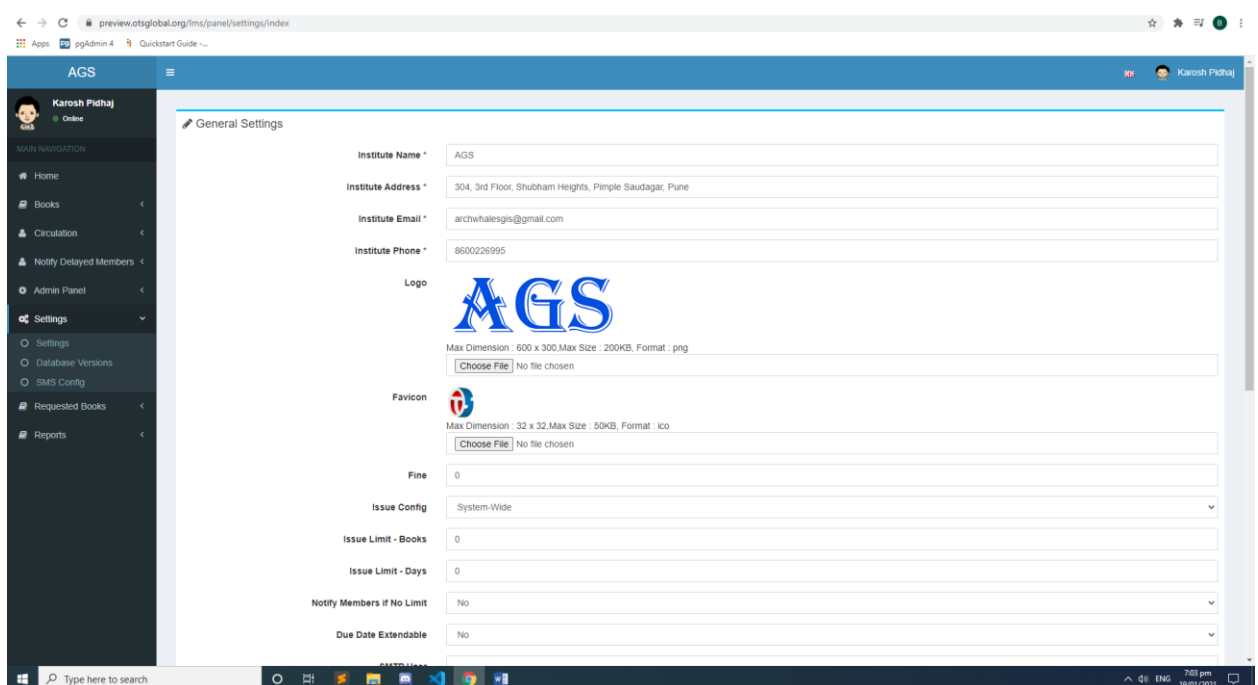 preview.otsglobal.org/lms/panel/settings/index
B
Apps pgAdmin 4 Quickstart Guide -...
AGS
Karosh Pidhaj
Karosh Pidhaj
Online
MAIN NAVIGATION
Home
Books
Circulation
Notify Delayed Members
Admin Panel
Settings
Settings
Database Versions
SMS Config
Requested Books
Reports
General Settings
Institute Name * AGS
Institute Address * 304, 3rd Floor, Shubham Heights, Pimple Saudagar, Pune
Institute Email * archwhalesgis@gmail.com
Institute Phone * 8600226995
Logo
AGS
Max Dimension : 600 x 300,Max Size : 200KB, Format : png
Choose File No file chosen
Favicon
Max Dimension : 32 x 32,Max Size : 50KB, Format : ico
Choose File No file chosen
Fine 0
Issue Config System-Wide
Issue Limit - Books 0
Issue Limit - Days 0
Notify Members if No Limit No
Due Date Extendable No
SMTP User
Type here to search
ENG
7:03 pm
19/01/2021